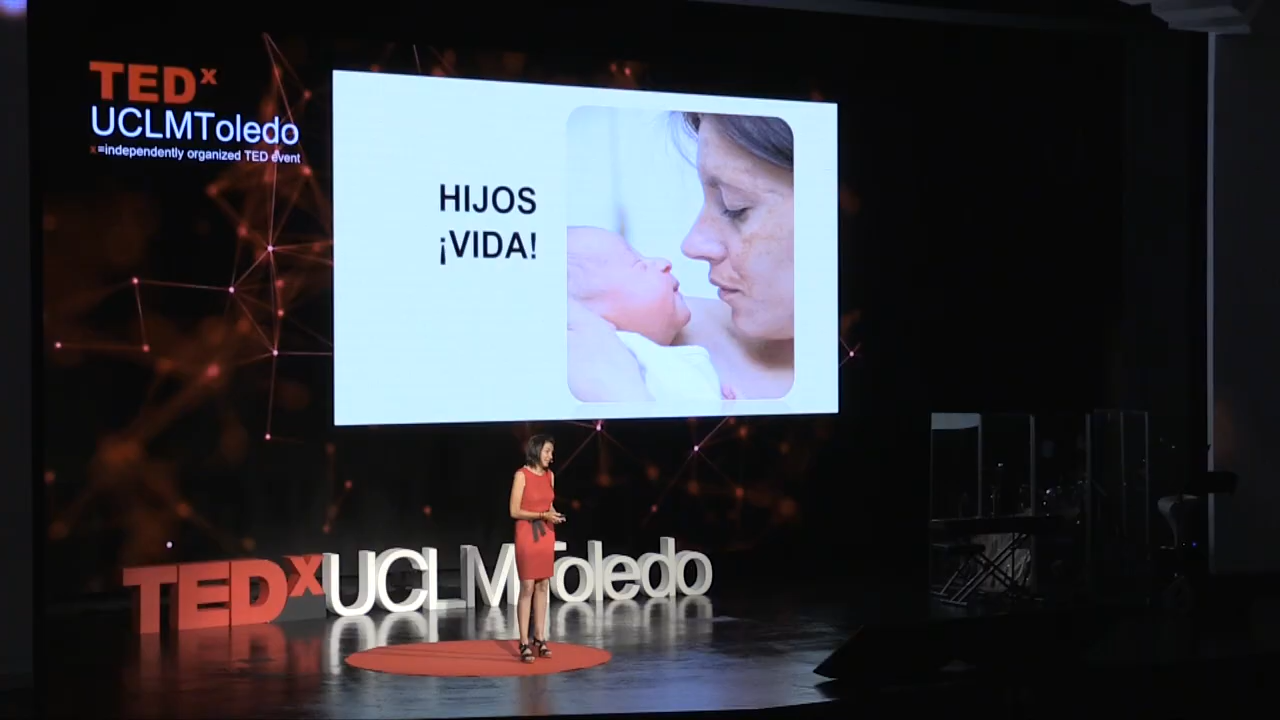 TEDx
UCLMToledo
x=independently organized TED event
HIJOS
¡VIDA!
TEDxUCLMToledo